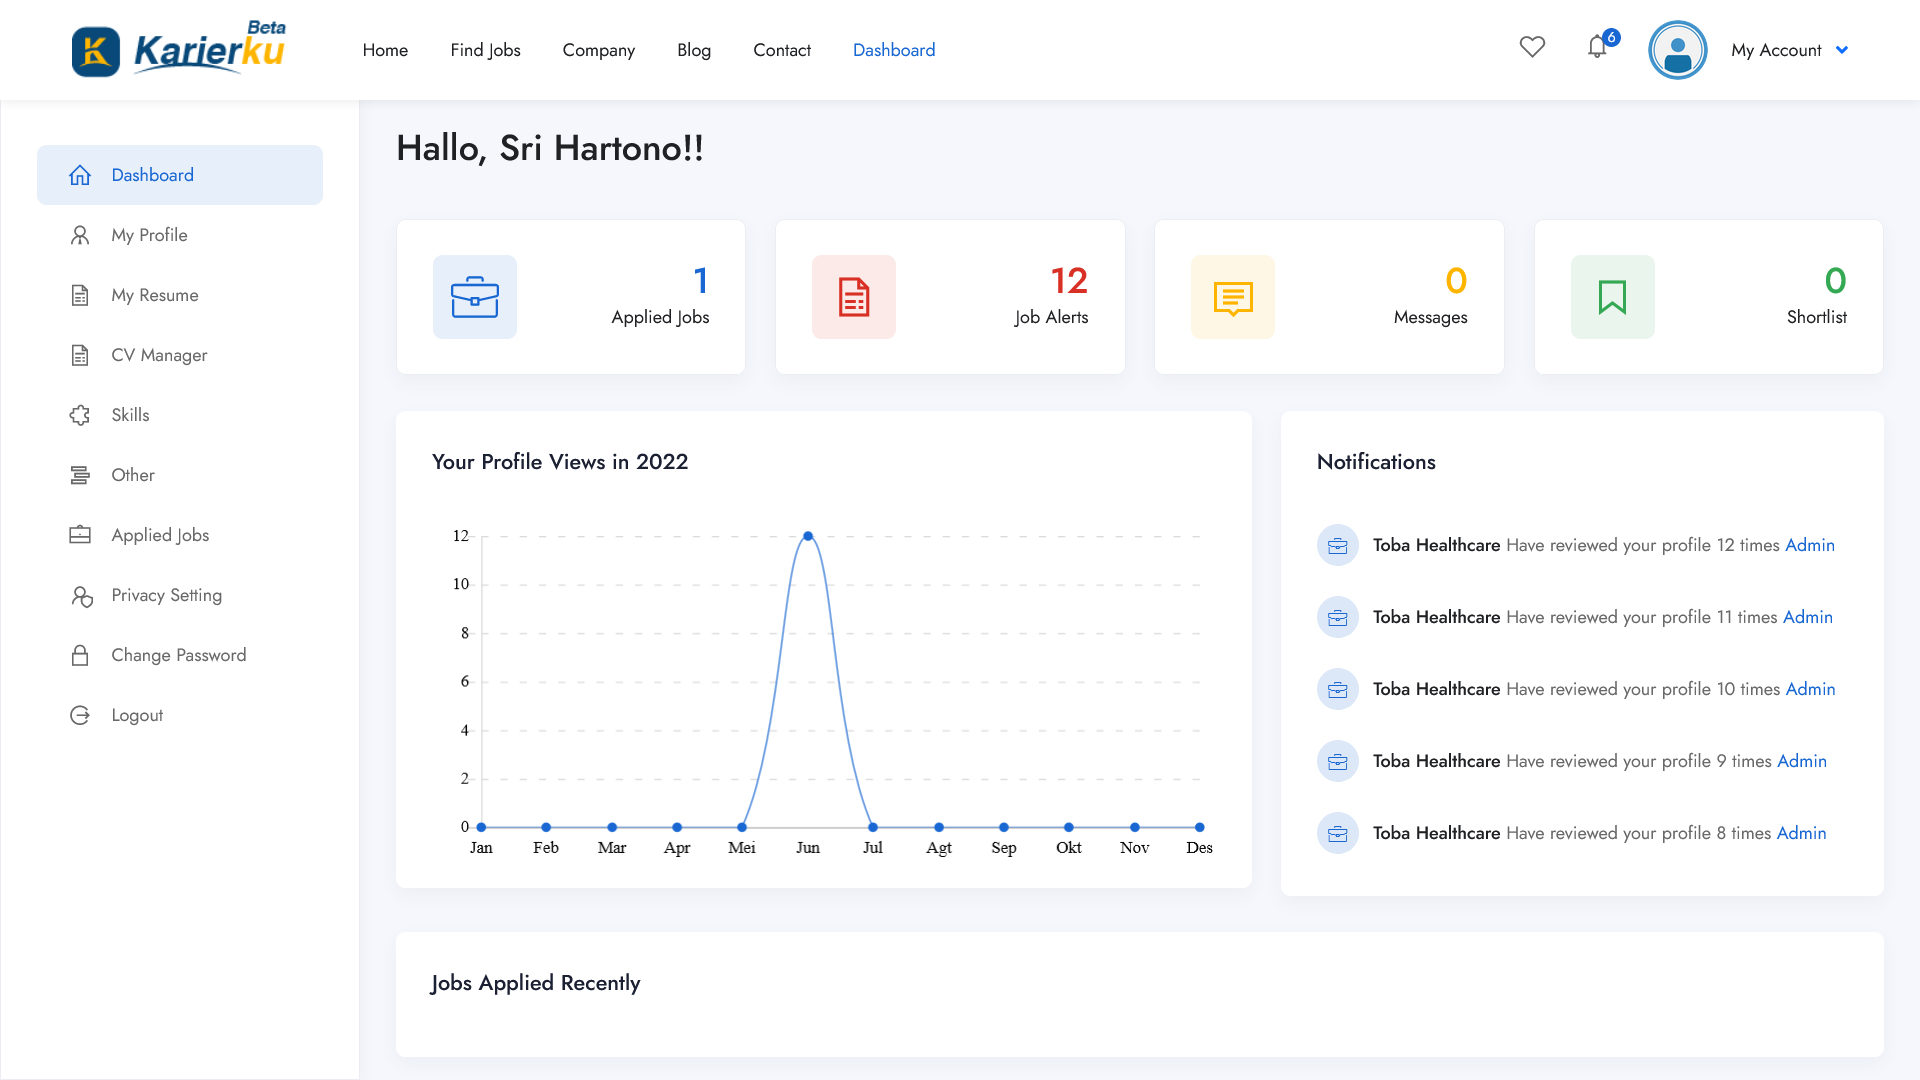 Beta
Karierku
Home
Find Jobs
Company
Blog
Contact
Dashboard
6
My Account
Dashboard
My Profile
My Resume
CV Manager
Skills
Other
Applied Jobs
Privacy Setting
Change Password
Logout
Hallo, Sri Hartono!!
1
Applied Jobs
12
Job Alerts
0
Messages
0
Shortlist
Your Profile Views in 2022
12
10
8
6
4
2
0
Jan Feb Mar Apr Mei Jun Jul Agt Sep Okt Nov Des
Notifications
Toba Healthcare Have reviewed your profile 12 times Admin
Toba Healthcare Have reviewed your profile 11 times Admin
Toba Healthcare Have reviewed your profile 10 times Admin
Toba Healthcare Have reviewed your profile 9 times Admin
Toba Healthcare Have reviewed your profile 8 times Admin
Jobs Applied Recently